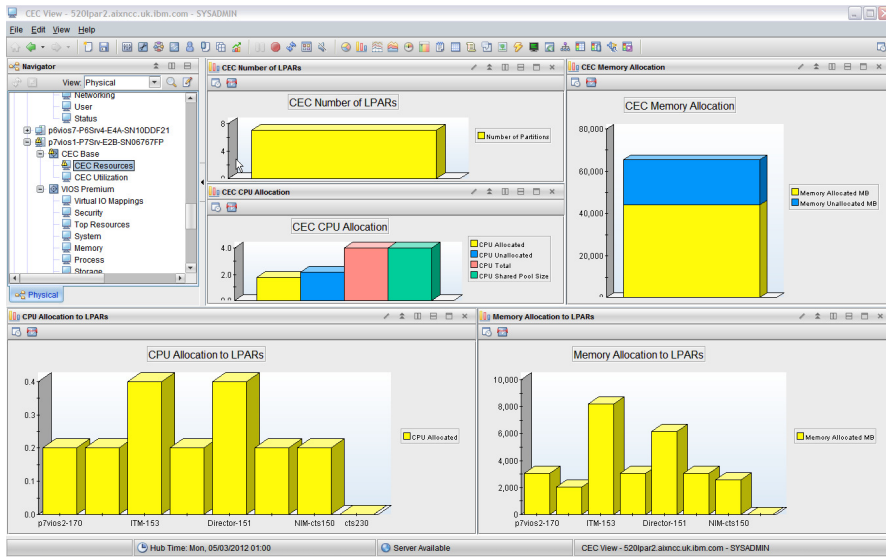 CEC View - 520lpar2.aixncc.uk.ibm.com - SYSADMIN
File Edit View Help
Navigator
View: Physical
Networking
User
Status
p6vios7-P6Srv4-E4A-SN10DDF21
p7vios1-P7Srv-E2B-SN06767FP
CEC Base
CEC Resources
CEC Utilization
VIOS Premium
Virtual IO Mappings
Security
Top Resources
System
Memory
Process
Storage
Physical
CEC Number of LPARs
CEC Number of LPARs
8
4
0
Number of Partitions
CEC CPU Allocation
CEC CPU Allocation
4.0
2.0
0.0
CPU Allocated
CPU Unallocated
CPU Total
CPU Shared Pool Size
CEC Memory Allocation
CEC Memory Allocation
80,000
60,000
40,000
20,000
0
Memory Allocated MB
Memory Unallocated MB
CPU Allocation to LPARs
CPU Allocation to LPARs
0.4
0.3
0.2
0.1
0.0
p7vios2-170 ITM-153 Director-151 NIM-cts150 cts230
CPU Allocated
Memory Allocation to LPARs
Memory Allocation to LPARs
10,000
8,000
6,000
4,000
2,000
0
p7vios2-170 ITM-153 Director-151 NIM-cts150
Memory Allocated MB
Hub Time: Mon, 05/03/2012 01:00
Server Available
CEC View - 520lpar2.aixncc.uk.ibm.com - SYSADMIN